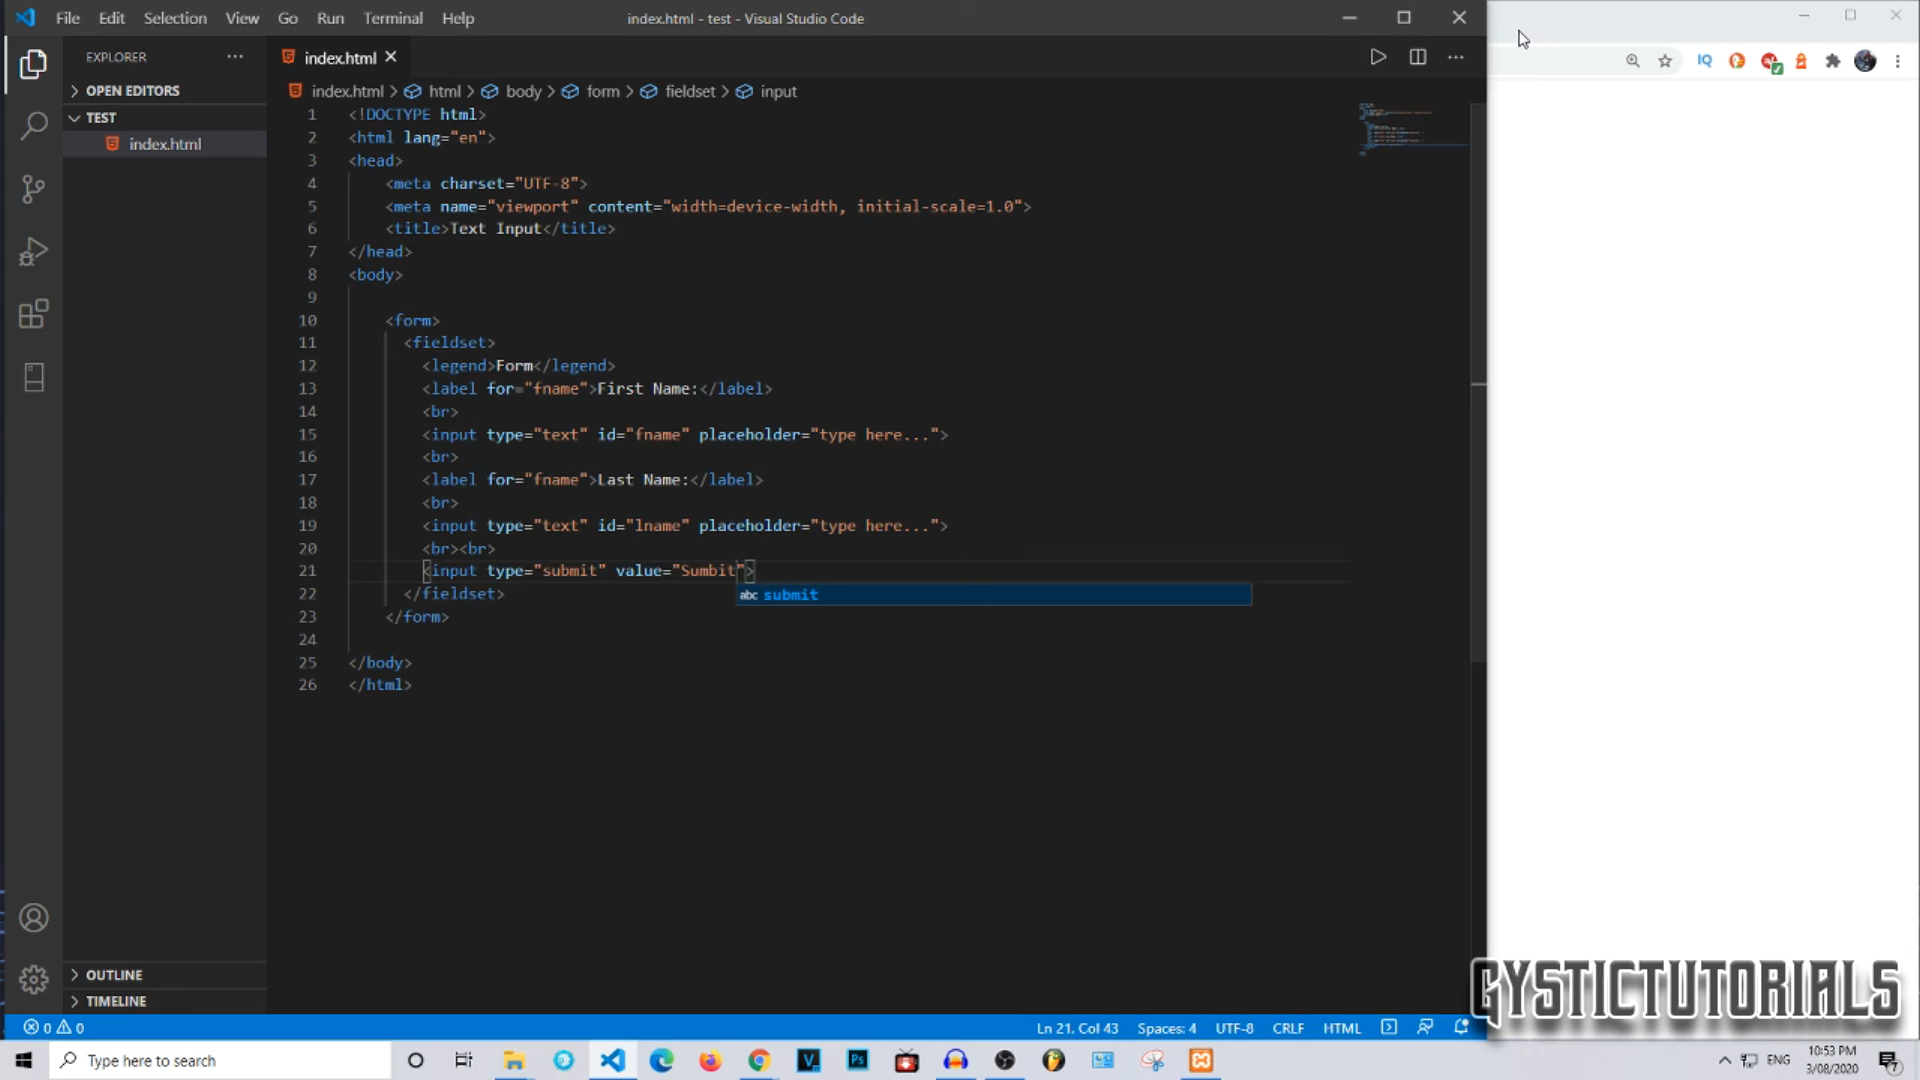 File Edit Selection View Go Run Terminal Help
index.html - test - Visual Studio Code
EXPLORER
OPEN EDITORS
TEST
index.html
index.html
index.html > html > body > form > fieldset > input
1 <!DOCTYPE html>
2 <html lang="en">
3 <head>
4 <meta charset="UTF-8">
5 <meta name="viewport" content="width=device-width, initial-scale=1.0">
6 <title>Text Input</title>
7 </head>
8 <body>
9
10 <form>
11 <fieldset>
12 <legend>Form</legend>
13 <label for="fname">First Name:</label>
14 <br>
15 <input type="text" id="fname" placeholder="type here...">
16 <br>
17 <label for="fname">Last Name:</label>
18 <br>
19 <input type="text" id="lname" placeholder="type here...">
20 <br><br>
21 <input type="submit" value="Sumbit">
abc submit
22 </fieldset>
23 </form>
24
25 </body>
26 </html>
OUTLINE
TIMELINE
0 0
Ln 21, Col 43 Spaces: 4 UTF-8 CRLF HTML
IQ
GYSTICTUTORIALS
Type here to search
V Ps
ENG
10:53 PM
3/08/2020
7